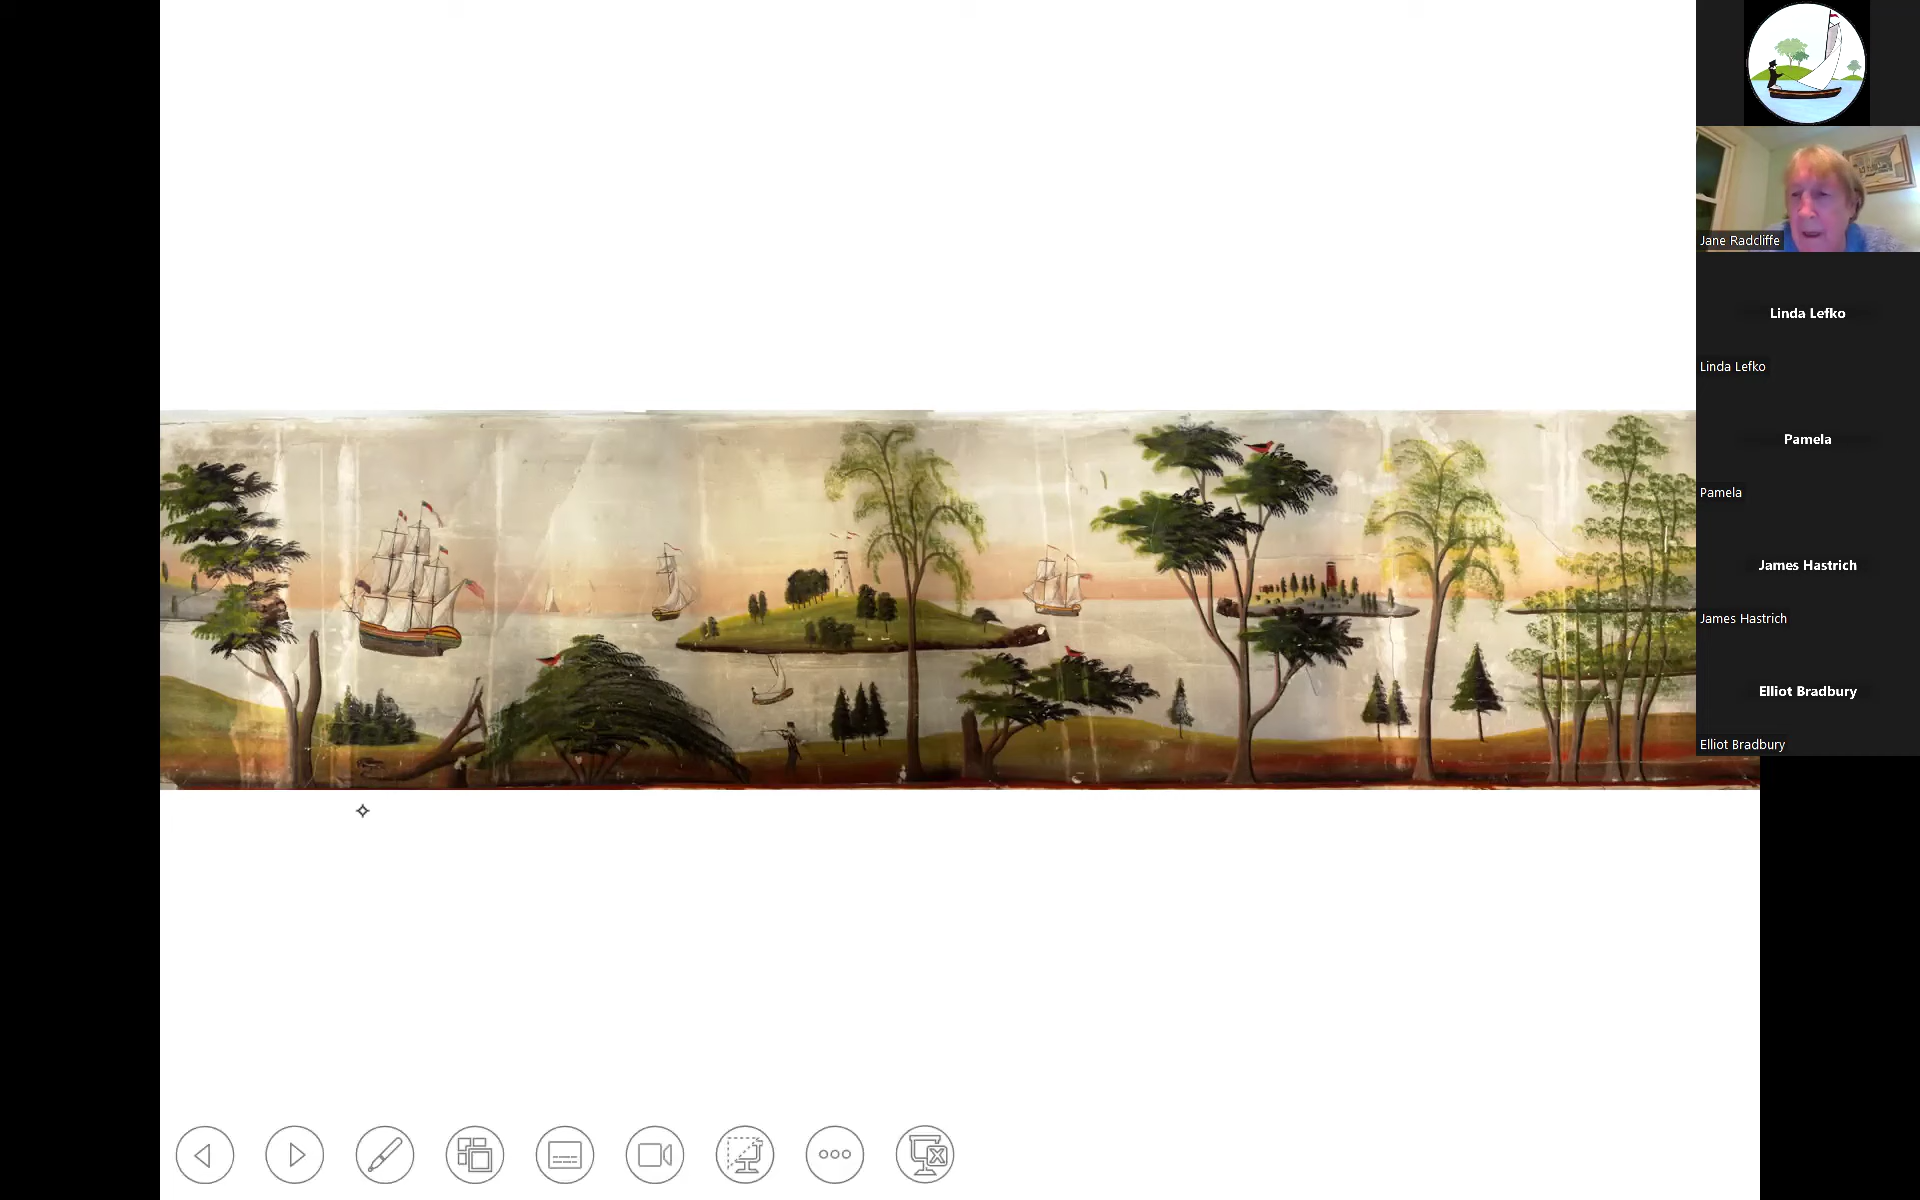 Jane Radcliffe
Linda Lefko
Linda Lefko
Pamela
Pamela
James Hastrich
James Hastrich
Elliot Bradbury
Elliot Bradbury